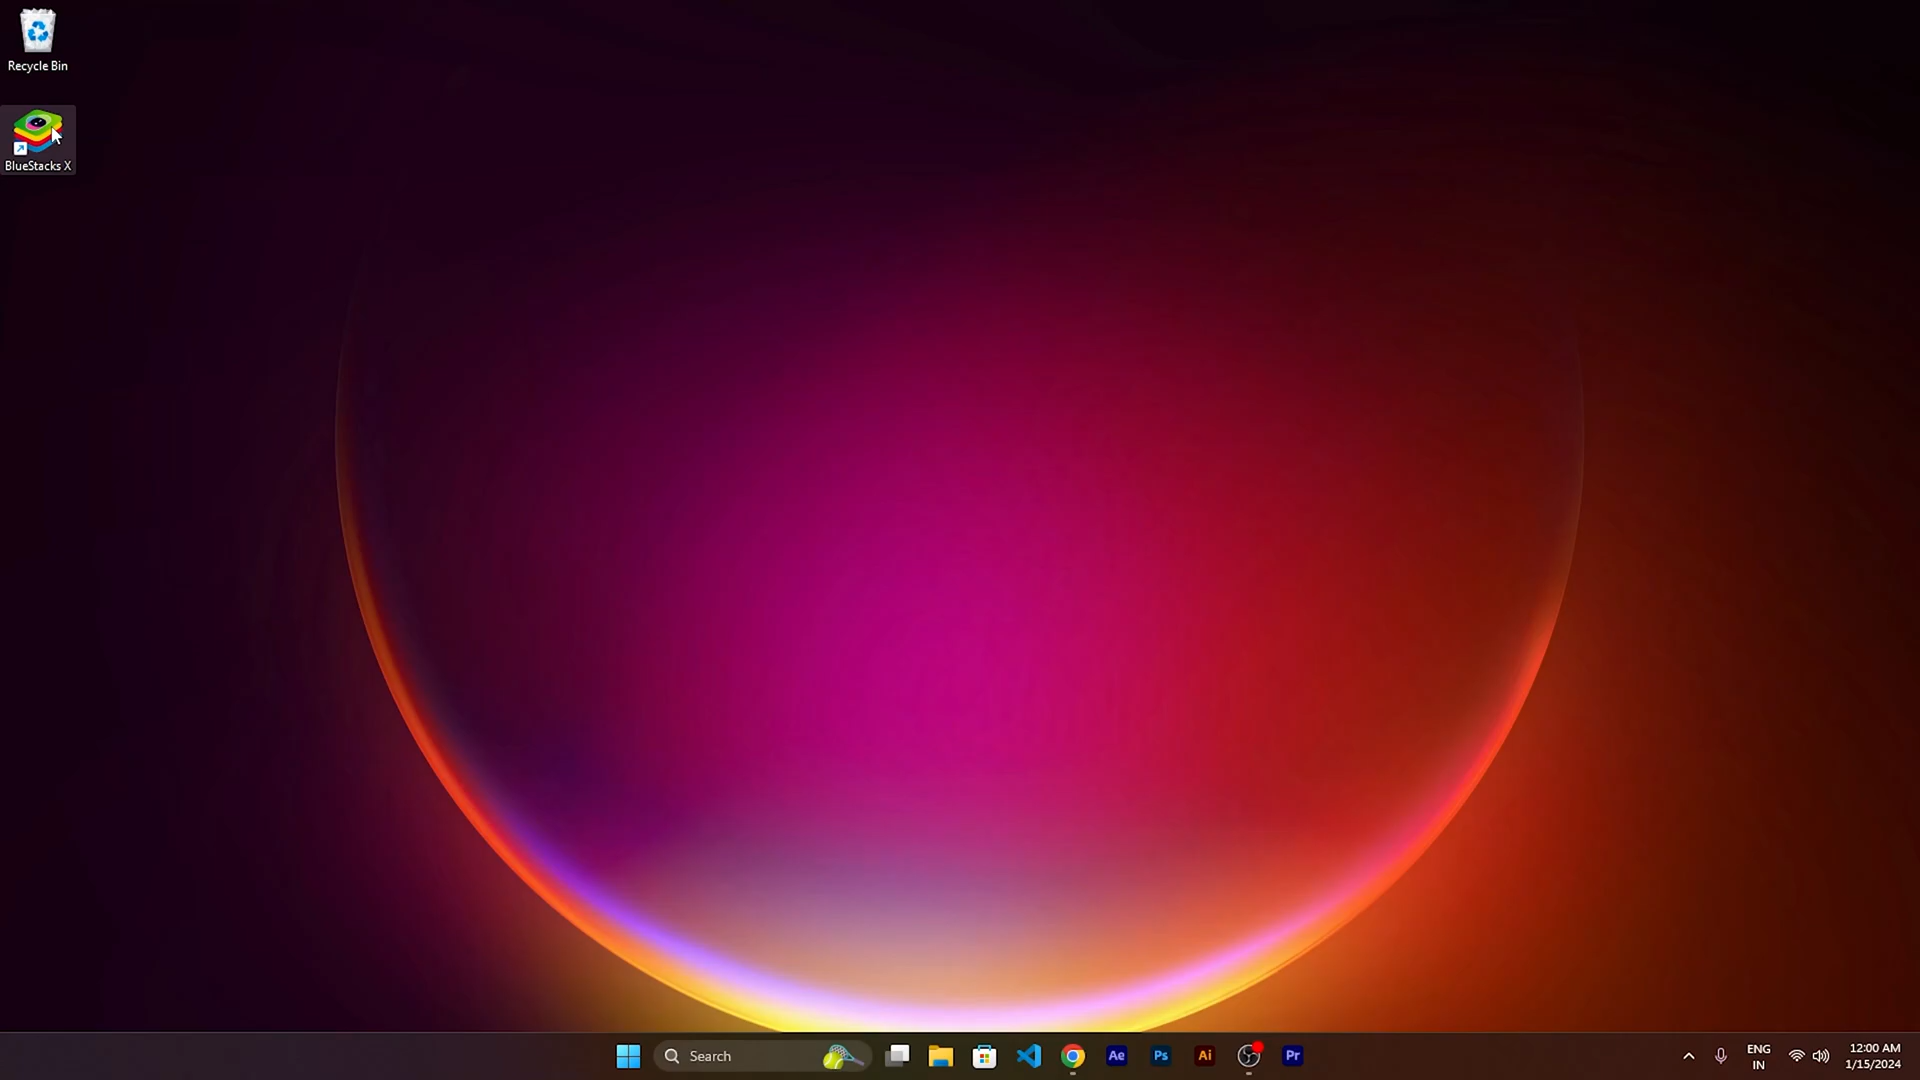 Recycle Bin
BlueStacks X
Search
Ae
Ps
Ai
Pr
ENG
IN
12:00 AM
1/15/2024